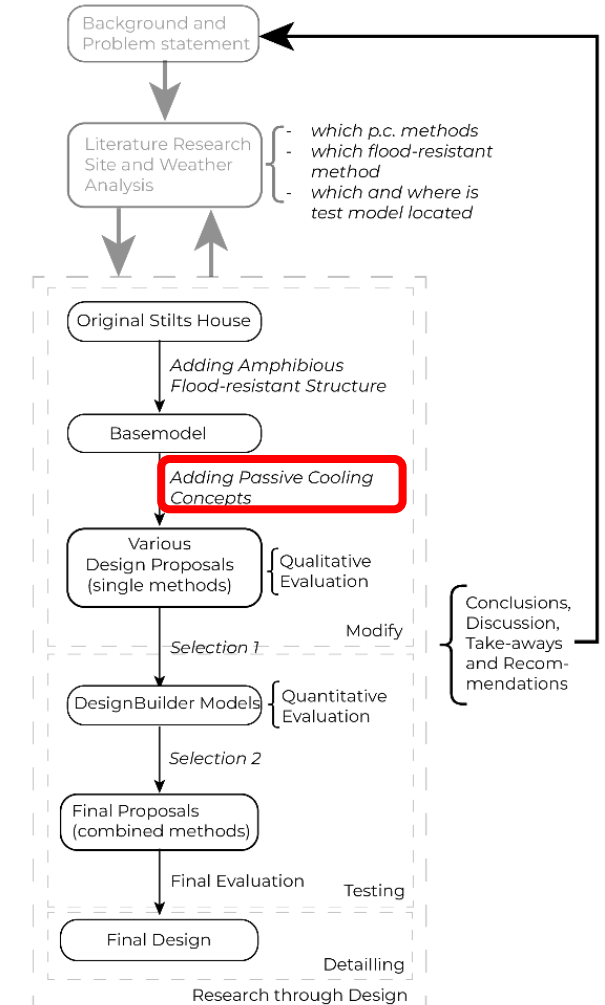 Background and
Problem statement
Literature Research
Site and Weather
Analysis
- which p.c. methods
- which flood-resistant
method
- which and where is
test model located
Original Stilts House
Adding Amphibious
Flood-resistant Structure
Basemodel
Adding Passive Cooling
Concepts
Various
Design Proposals
(single methods)
Qualitative
Evaluation
Modify
Selection 1
DesignBuilder Models
Quantitative
Evaluation
Selection 2
Final Proposals
(combined methods)
Final Evaluation
Testing
Final Design
Detailling
Research through Design
Conclusions,
Discussion,
Take-aways
and Recom-
mendations